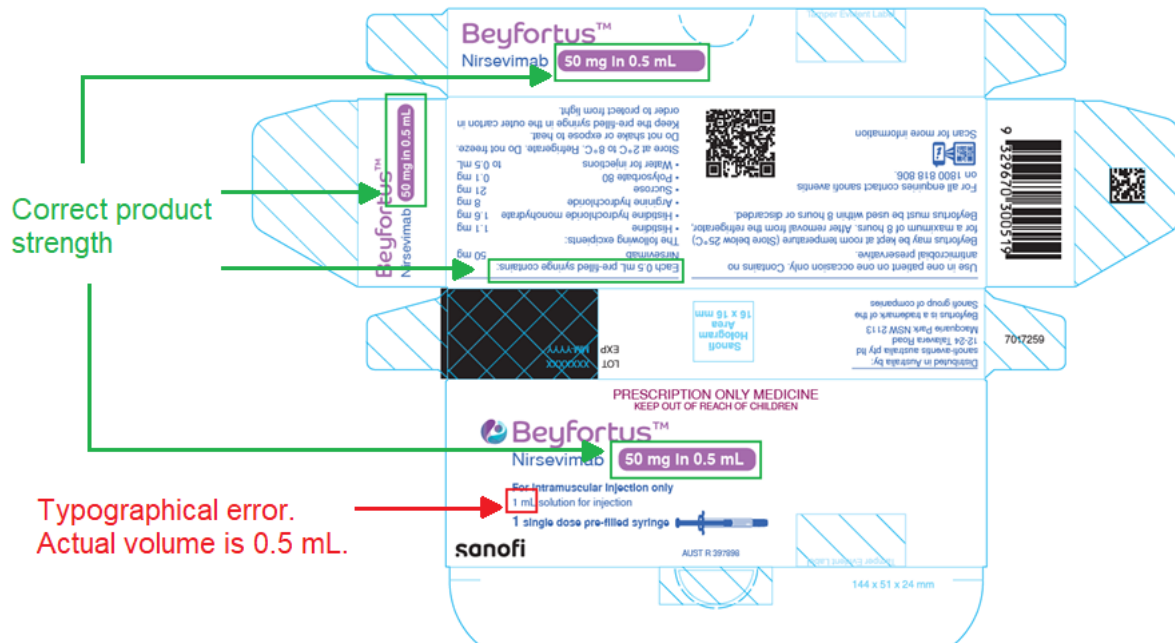 Tamper Evident Label
Beyfortus™
Nirsevimab 50 mg in 0.5 mL
Correct product
strength
Beyfortus™
Nirsevimab 50 mg in 0.5 mL
Each 0.5 mL pre-filled syringe contains:
Nirsevimab 50 mg
The following excipients:
• Histidine 1.1 mg
• Histidine hydrochloride monohydrate 1.6 mg
• Arginine hydrochloride 8 mg
• Sucrose 21 mg
• Polysorbate 80 0.1 mg
• Water for injections to 0.5 mL
Store at 2°C to 8°C. Refrigerate. Do not freeze.
Do not shake or expose to heat.
Keep the pre-filled syringe in the outer carton in
order to protect from light.
Use in one patient on one occasion only. Contains no
antimicrobial preservative.
Beyfortus may be kept at room temperature (Store below 25°C)
for a maximum of 8 hours. After removal from the refrigerator,
Beyfortus must be used within 8 hours or discarded.
For all enquiries contact sanofi aventis
on 1800 818 806.
Scan for more information
9 329670 300519
LOT XXXXXXX
EXP MM-YYYY
Sanofi
Hologram
Area
16 x 16 mm
Distributed in Australia by:
sanofi-aventis australia pty ltd
12-24 Talavera Road
Macquarie Park NSW 2113
Beyfortus is a trademark of the
Sanofi group of companies
7017259
PRESCRIPTION ONLY MEDICINE
KEEP OUT OF REACH OF CHILDREN
Beyfortus™
Nirsevimab 50 mg in 0.5 mL
For intramuscular injection only
1 mL solution for injection
1 single dose pre-filled syringe
sanofi
AUST R 397898
Typographical error.
Actual volume is 0.5 mL.
Tamper Evident Label
144 x 51 x 24 mm